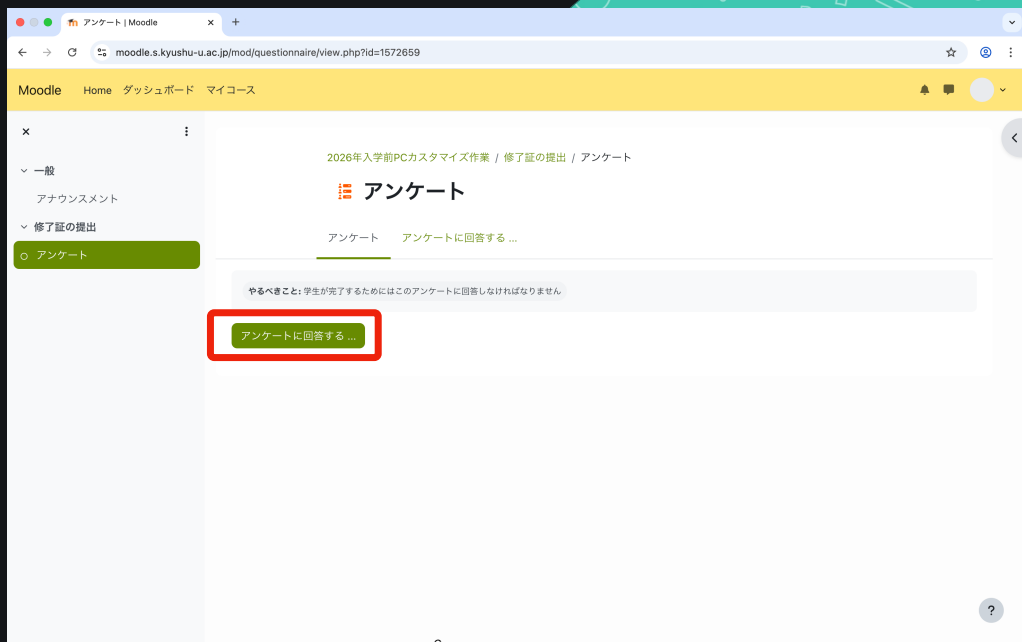 アンケート | Moodle
moodle.s.kyushu-u.ac.jp/mod/questionnaire/view.php?id=1572659
Moodle Home ダッシュボード マイコース
一般
アナウンスメント
修了証の提出
アンケート
2026年入学前PCカスタマイズ作業 / 修了証の提出 / アンケート
アンケート
アンケート アンケートに回答する ...
やるべきこと: 学生が完了するためにはこのアンケートに回答しなければなりません
アンケートに回答する ...
?